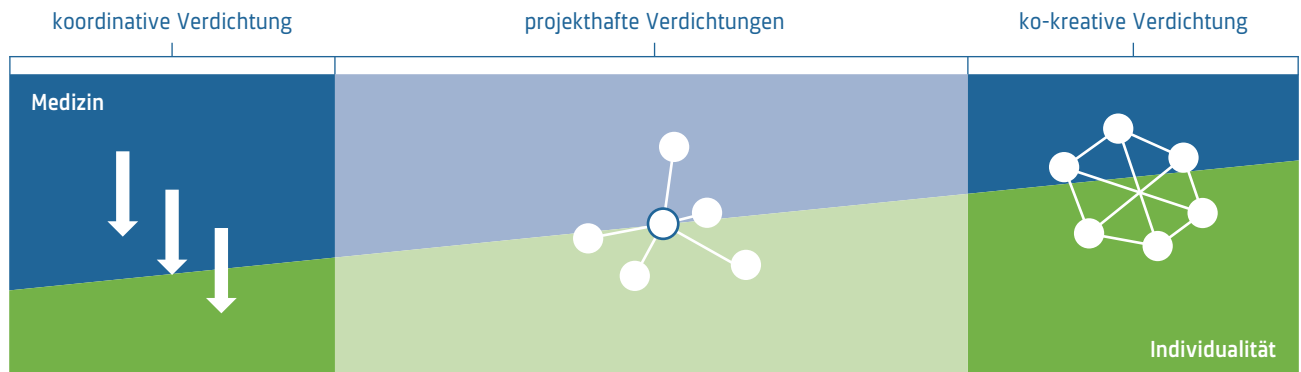 koordinative Verdichtung
projekthafte Verdichtungen
ko-kreative Verdichtung
Medizin
Individualität